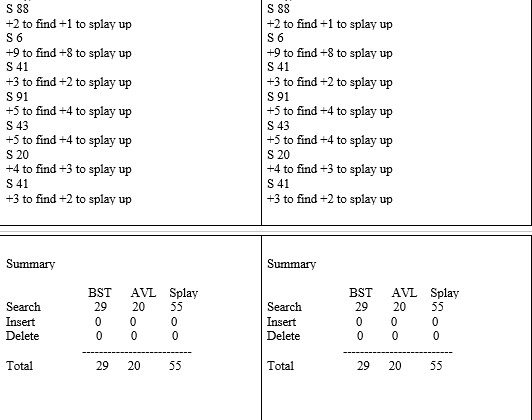 S 88
+2 to find +1 to splay up
S 6
+9 to find +8 to splay up
S 41
+3 to find +2 to splay up
S 91
+5 to find +4 to splay up
S 43
+5 to find +4 to splay up
S 20
+4 to find +3 to splay up
S 41
+3 to find +2 to splay up
Summary
BST AVL Splay
Search 29 20 55
Insert 0 0 0
Delete 0 0 0
---------------------------
Total 29 20 55
S 88
+2 to find +1 to splay up
S 6
+9 to find +8 to splay up
S 41
+3 to find +2 to splay up
S 91
+5 to find +4 to splay up
S 43
+5 to find +4 to splay up
S 20
+4 to find +3 to splay up
S 41
+3 to find +2 to splay up
Summary
BST AVL Splay
Search 29 20 55
Insert 0 0 0
Delete 0 0 0
---------------------------
Total 29 20 55